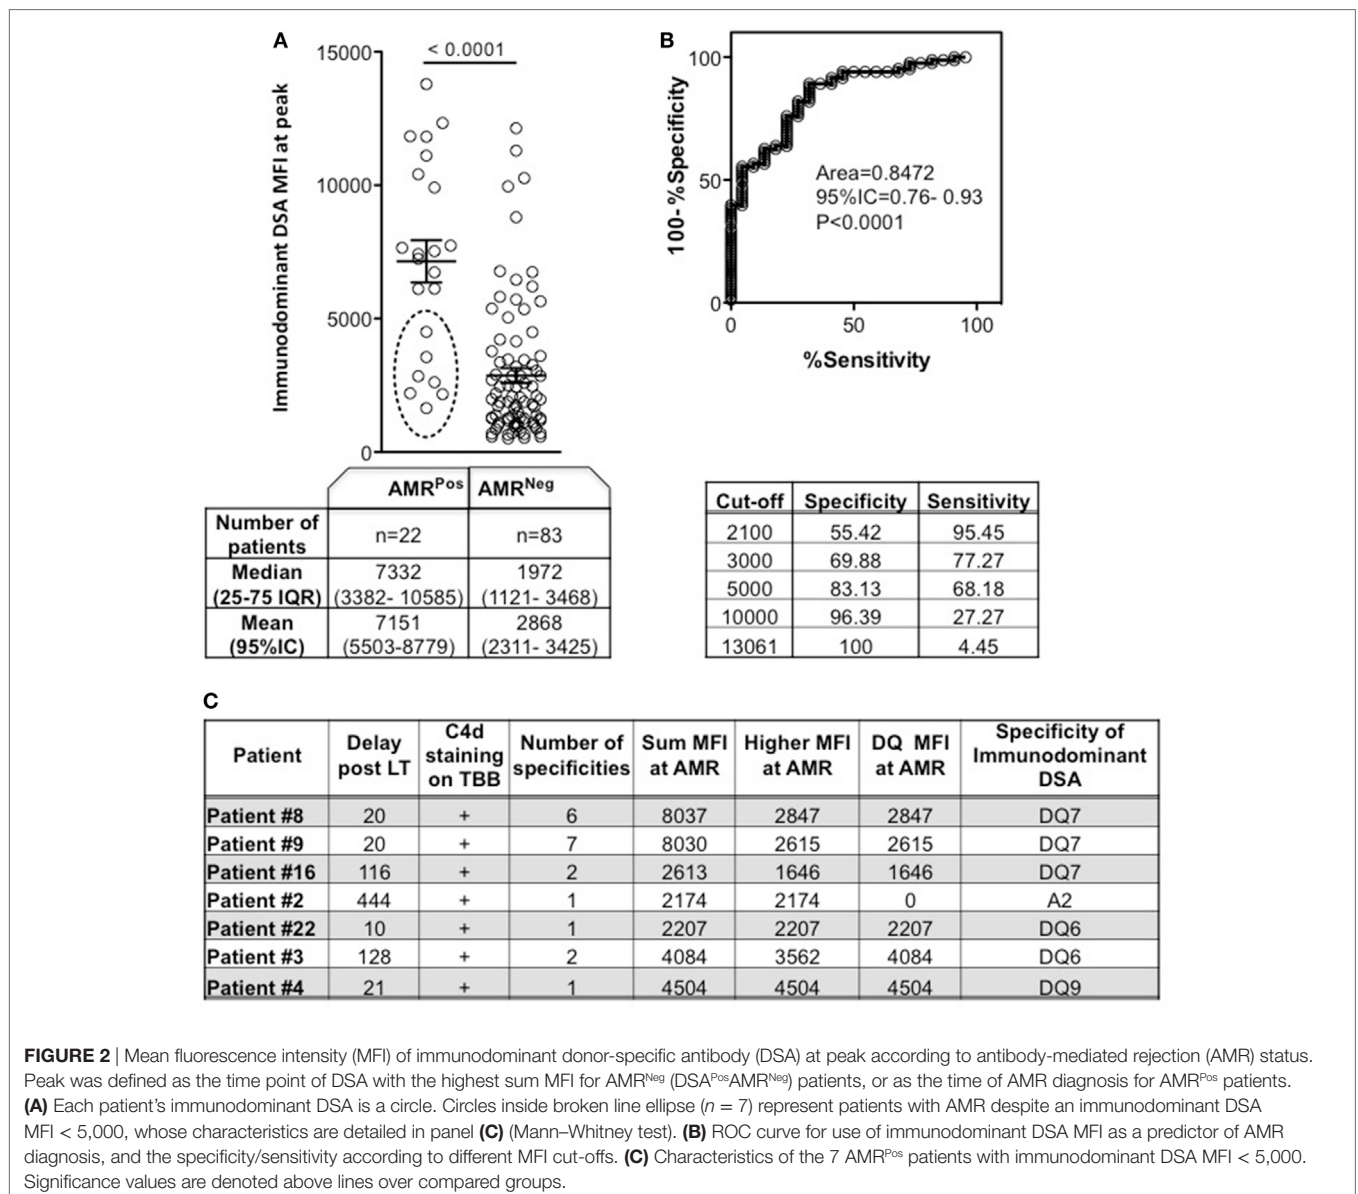 A
15000
10000
5000
0
Immunodominant DSA MFI at peak
< 0.0001
B
100
50
0
100- %Specificity
Area=0.8472
95%IC=0.76- 0.93
P<0.0001
0 50 100
%Sensitivity
AMRPos AMRNeg
Number of patients n=22 n=83
Median (25-75 IQR) 7332 (3382- 10585) 1972 (1121- 3468)
Mean (95%IC) 7151 (5503-8779) 2868 (2311- 3425)
Cut-off Specificity Sensitivity
2100 55.42 95.45
3000 69.88 77.27
5000 83.13 68.18
10000 96.39 27.27
13061 100 4.45
C
Patient Delay post LT C4d staining on TBB Number of specificities Sum MFI at AMR Higher MFI at AMR DQ MFI at AMR Specificity of Immunodominant DSA
Patient #8 20 + 6 8037 2847 2847 DQ7
Patient #9 20 + 7 8030 2615 2615 DQ7
Patient #16 116 + 2 2613 1646 1646 DQ7
Patient #2 444 + 1 2174 2174 0 A2
Patient #22 10 + 1 2207 2207 2207 DQ6
Patient #3 128 + 2 4084 3562 4084 DQ6
Patient #4 21 + 1 4504 4504 4504 DQ9
FIGURE 2 | Mean fluorescence intensity (MFI) of immunodominant donor-specific antibody (DSA) at peak according to antibody-mediated rejection (AMR) status.
Peak was defined as the time point of DSA with the highest sum MFI for AMRNeg (DSAPosAMRNeg) patients, or as the time of AMR diagnosis for AMRPos patients.
(A) Each patient's immunodominant DSA is a circle. Circles inside broken line ellipse (n = 7) represent patients with AMR despite an immunodominant DSA
MFI < 5,000, whose characteristics are detailed in panel (C) (Mann–Whitney test). (B) ROC curve for use of immunodominant DSA MFI as a predictor of AMR
diagnosis, and the specificity/sensitivity according to different MFI cut-offs. (C) Characteristics of the 7 AMRPos patients with immunodominant DSA MFI < 5,000.
Significance values are denoted above lines over compared groups.